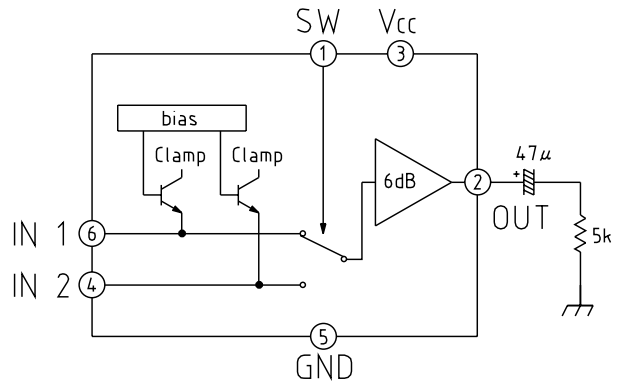 SW Vcc
1 3
bias
Clamp Clamp
47μ
+
6dB 2
OUT
IN 1 6
5k
IN 2 4
5
GND